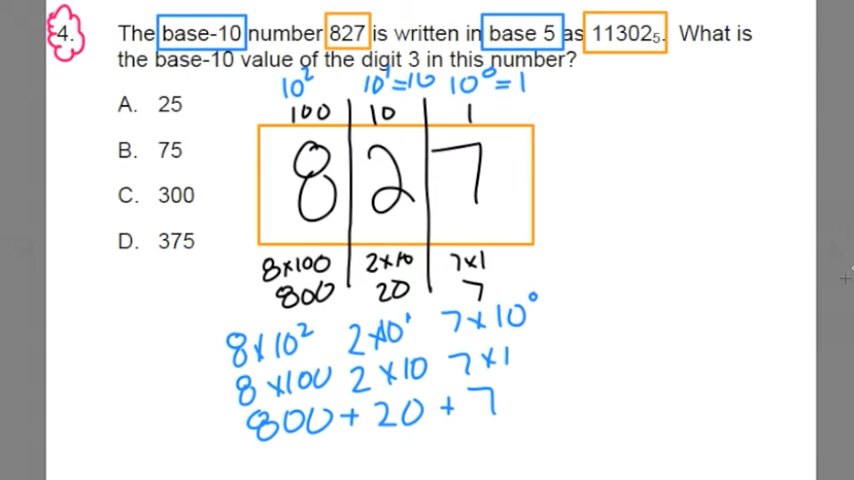 4. The base-10 number 827 is written in base 5 as 11302₅. What is
the base-10 value of the digit 3 in this number?
A. 25
B. 75
C. 300
D. 375
10² 10¹=10 10⁰=1
100 10 1
8 2 7
8×100 2×10 7×1
800 20 7
8×10² 2×10¹ 7×10⁰
8×100 2×10 7×1
800+20+7